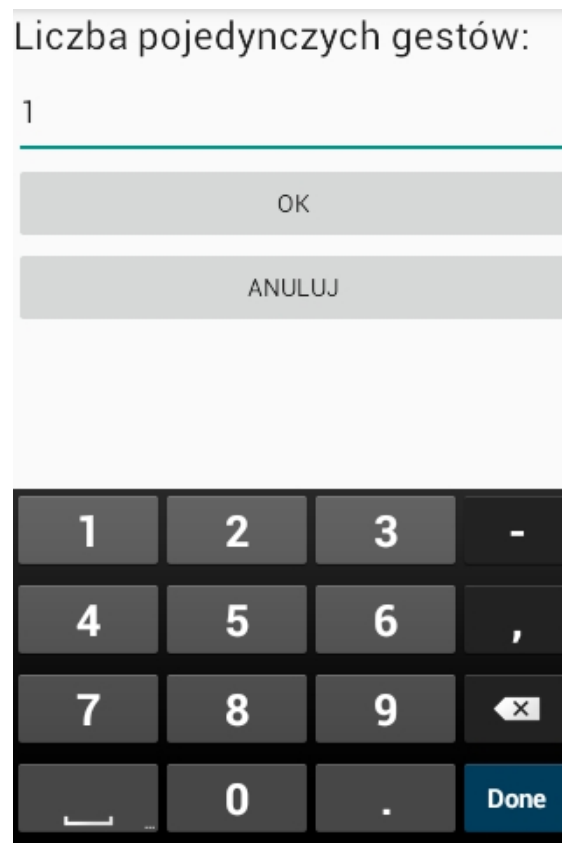 Liczba pojedynczych gestów:
1
OK
ANULUJ
1 2 3 -
4 5 6 ,
7 8 9
... 0 . Done